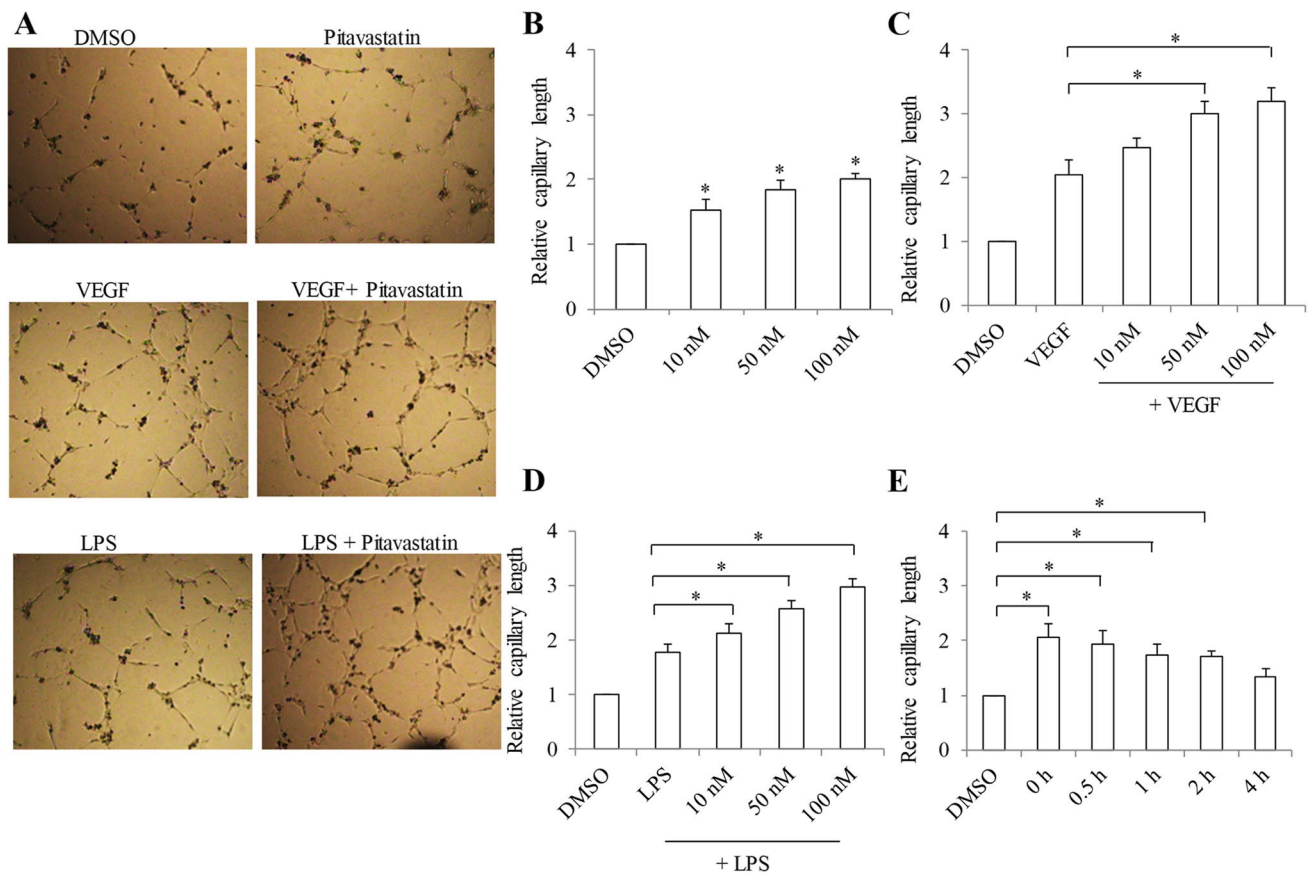 A
DMSO
Pitavastatin
VEGF
VEGF+ Pitavastatin
LPS
LPS + Pitavastatin
B
Relative capillary length
4
3
2
1
0
*
*
*
DMSO
10 nM
50 nM
100 nM
C
Relative capillary length
4
3
2
1
0
*
*
DMSO
VEGF
10 nM
50 nM
100 nM
+ VEGF
D
Relative capillary length
4
3
2
1
0
*
*
*
DMSO
LPS
10 nM
50 nM
100 nM
+ LPS
E
Relative capillary length
4
3
2
1
0
*
*
*
*
DMSO
0 h
0.5 h
1 h
2 h
4 h